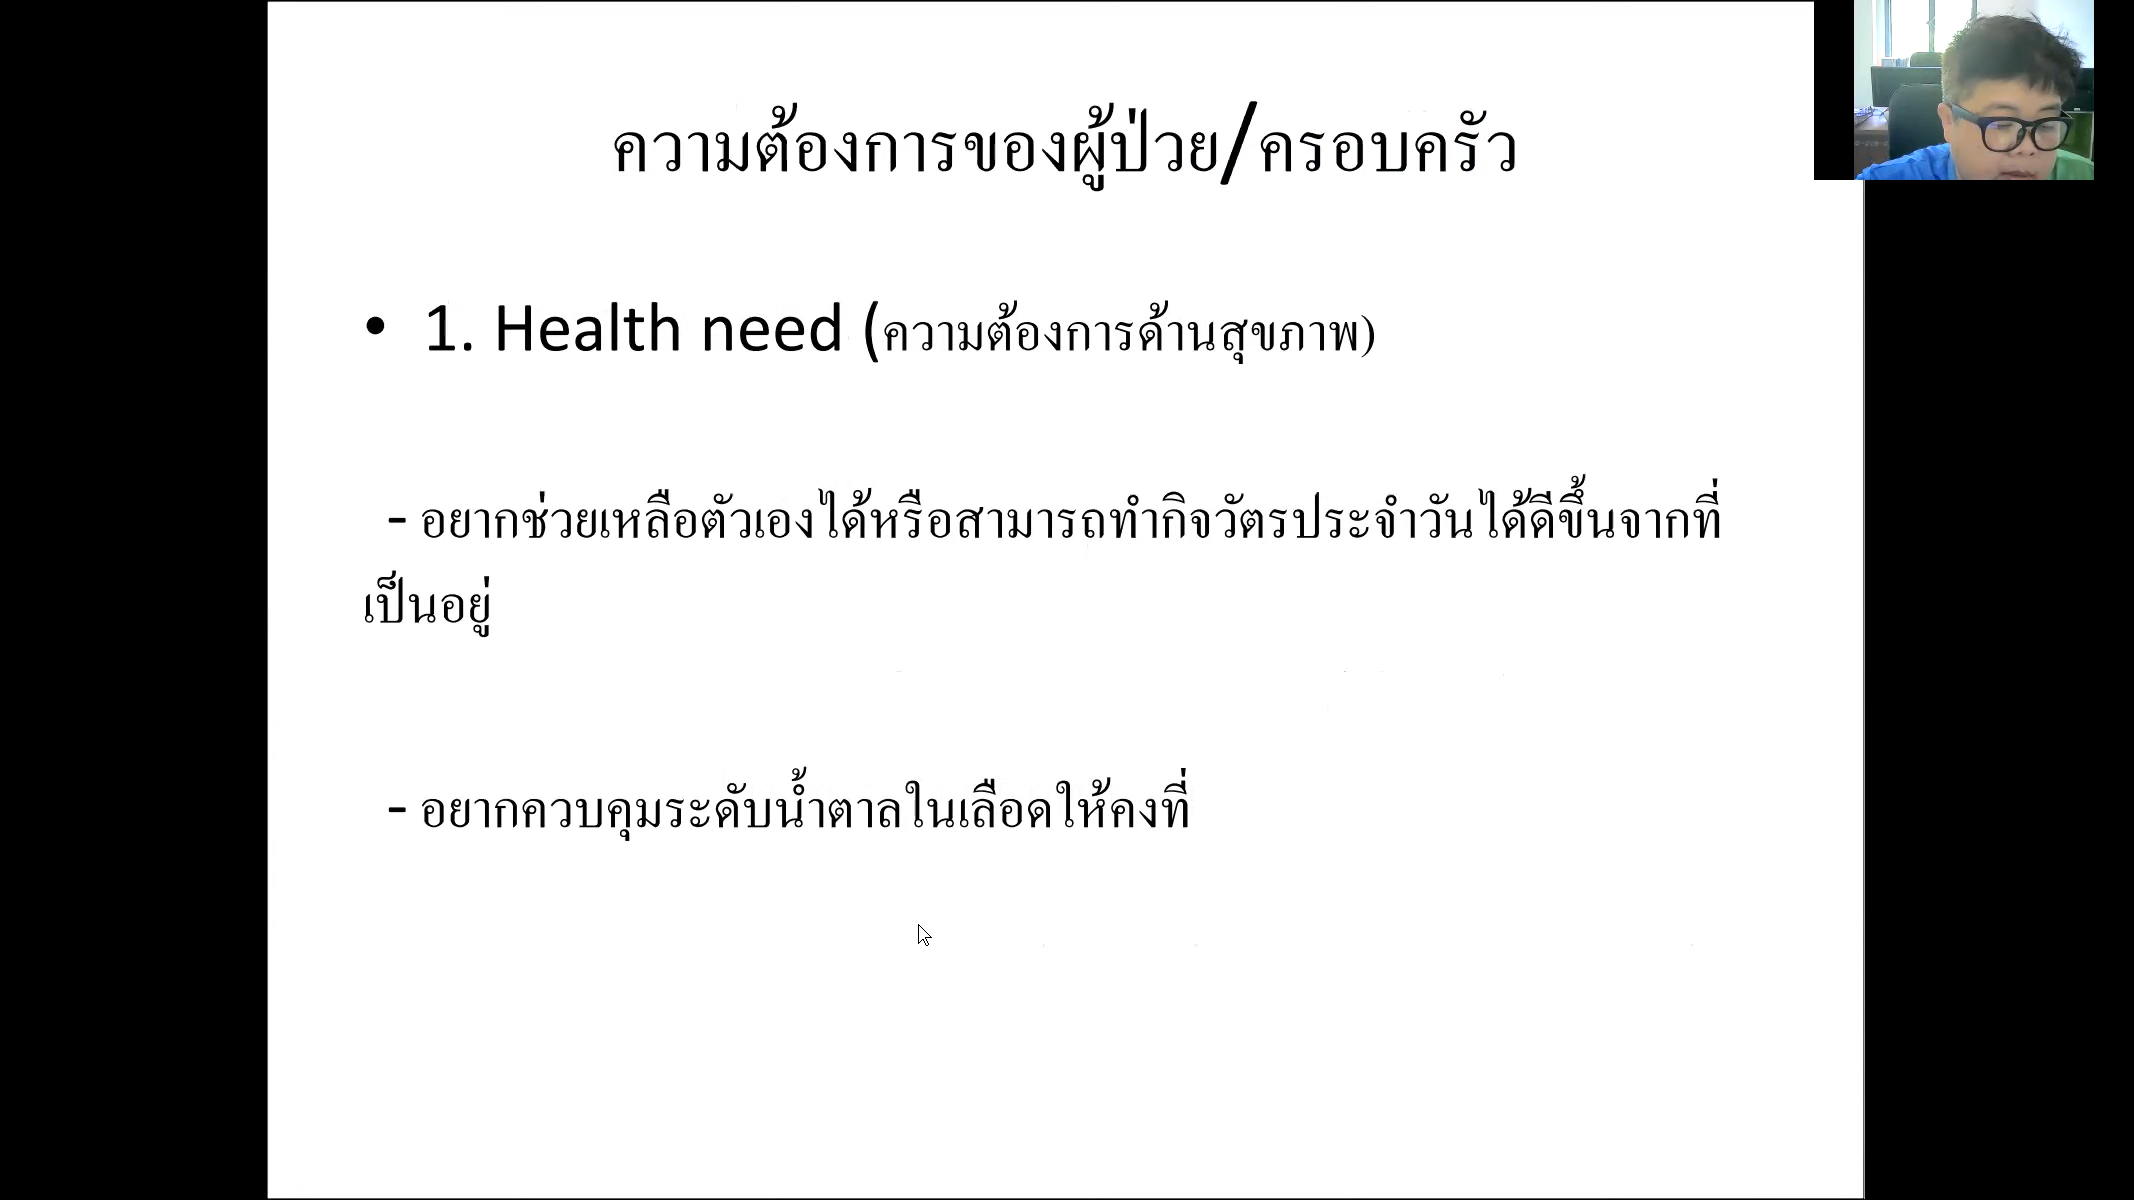 ความต้องการของผู้ป่วย/ครอบครัว
• 1. Health need (ความต้องการด้านสุขภาพ)
- อยากช่วยเหลือตัวเองได้หรือสามารถทำกิจวัตรประจำวันได้ดีขึ้นจากที่
เป็นอยู่
- อยากควบคุมระดับน้ำตาลในเลือดให้คงที่